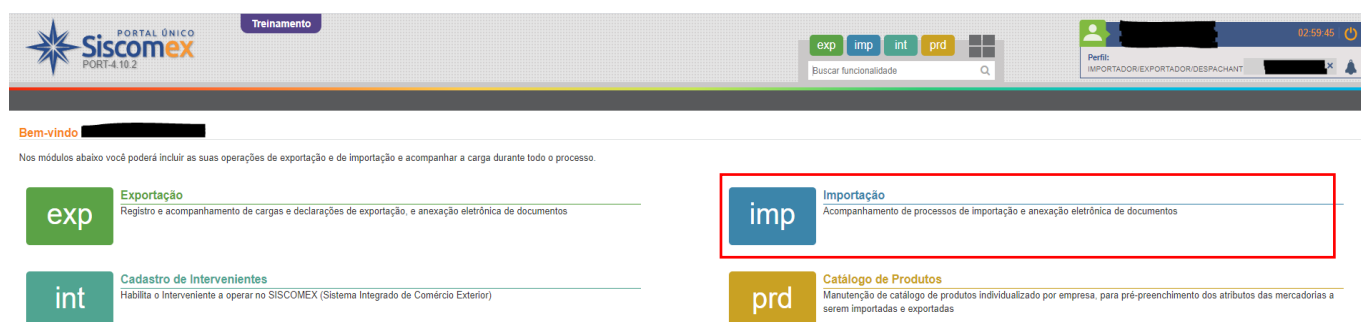 Treinamento
PORTAL ÚNICO
Siscomex
PORT-4.10.2
exp imp int prd
Buscar funcionalidade
02:59:45
Perfil:
IMPORTADOR/EXPORTADOR/DESPACHANT
Bem-vindo
Nos módulos abaixo você poderá incluir as suas operações de exportação e de importação e acompanhar a carga durante todo o processo.
exp
Exportação
Registro e acompanhamento de cargas e declarações de exportação, e anexação eletrônica de documentos
imp
Importação
Acompanhamento de processos de importação e anexação eletrônica de documentos
int
Cadastro de Intervenientes
Habilita o Interveniente a operar no SISCOMEX (Sistema Integrado de Comércio Exterior)
prd
Catálogo de Produtos
Manutenção de catálogo de produtos individualizado por empresa, para pré-preenchimento dos atributos das mercadorias a
serem importadas e exportadas